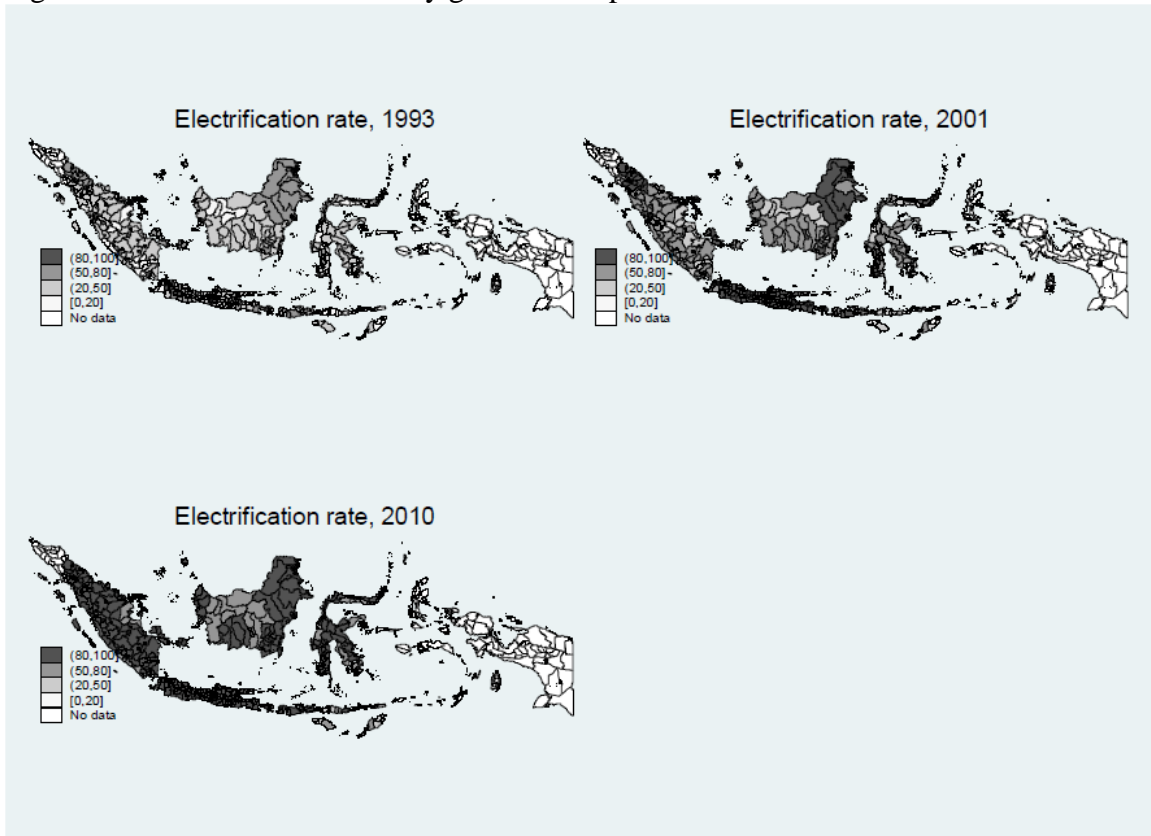 Electrification rate, 1993
(80,100]
(50,80]
(20,50]
[0,20]
No data
Electrification rate, 2001
(80,100]
(50,80]
(20,50]
[0,20]
No data
Electrification rate, 2010
(80,100]
(50,80]
(20,50]
[0,20]
No data